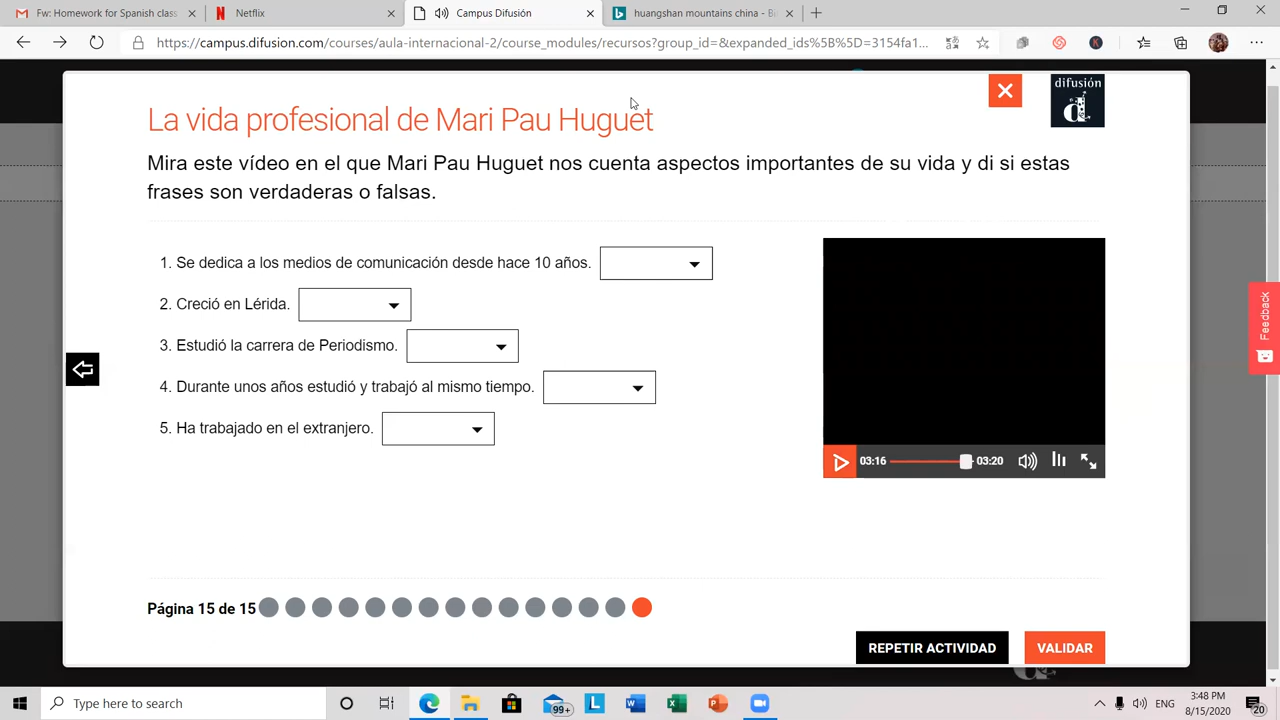 Fw: Homework for Spanish class
Netflix
Campus Difusión
huangshan mountains china - Bi
https://campus.difusion.com/courses/aula-internacional-2/course_modules/recursos?group_id=&expanded_ids%5B%5D=3154fa1...
difusión
La vida profesional de Mari Pau Huguet
Mira este vídeo en el que Mari Pau Huguet nos cuenta aspectos importantes de su vida y di si estas
frases son verdaderas o falsas.
1. Se dedica a los medios de comunicación desde hace 10 años.
2. Creció en Lérida.
3. Estudió la carrera de Periodismo.
4. Durante unos años estudió y trabajó al mismo tiempo.
5. Ha trabajado en el extranjero.
03:16
03:20
Feedback
Página 15 de 15
REPETIR ACTIVIDAD
VALIDAR
Type here to search
99+
ENG
3:48 PM
8/15/2020
20